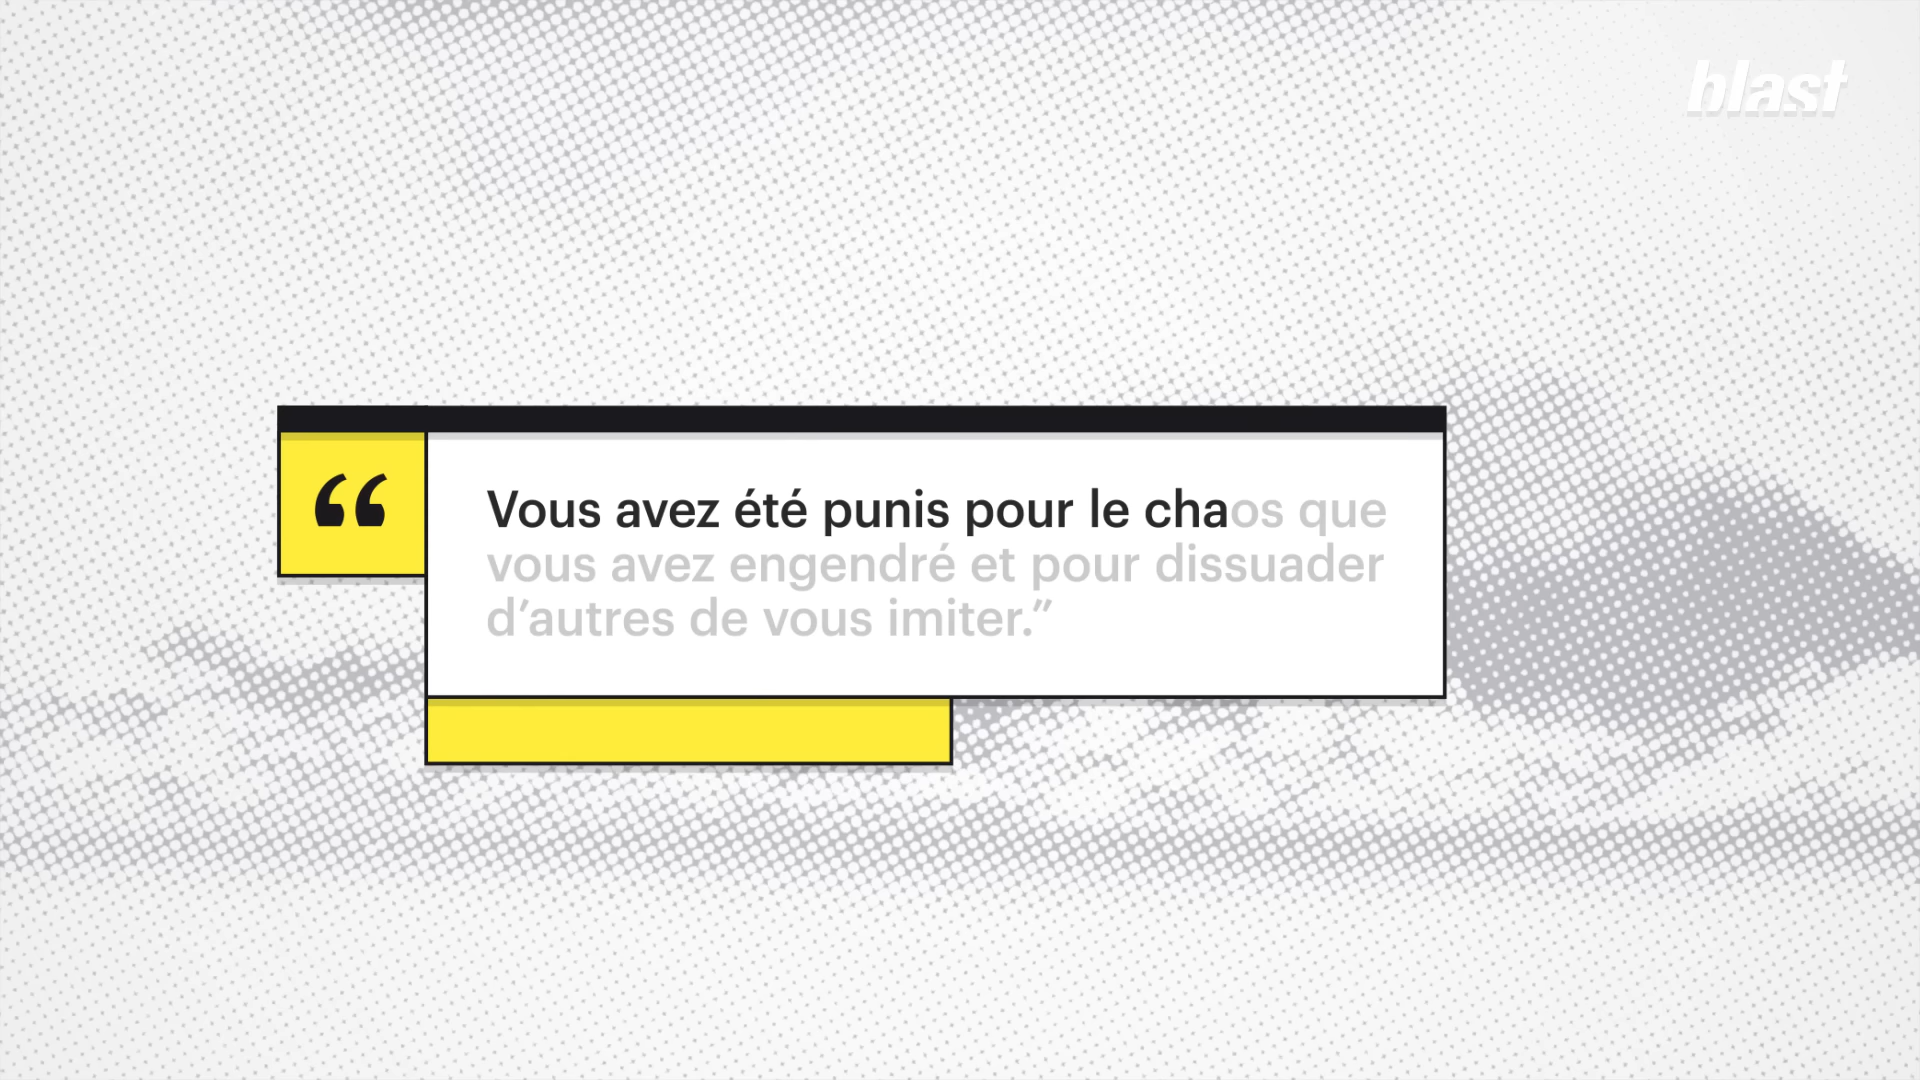 blast
“
Vous avez été punis pour le chaos que
vous avez engendré et pour dissuader
d’autres de vous imiter.”